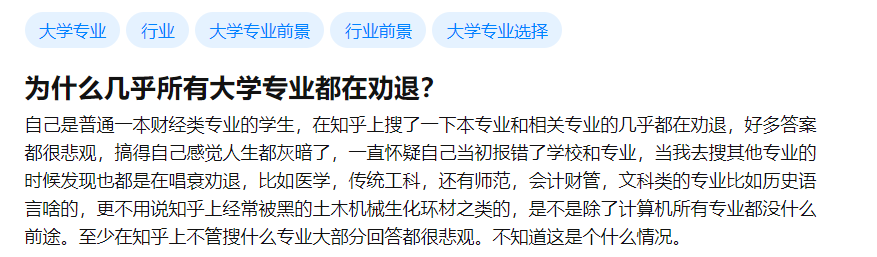 大学专业 行业 大学专业前景 行业前景 大学专业选择
为什么几乎所有大学专业都在劝退？
自己是普通一本财经类专业的学生，在知乎上搜了一下本专业和相关专业的几乎都在劝退，好多答案
都很悲观，搞得自己感觉人生都灰暗了，一直怀疑自己当初报错了学校和专业，当我去搜其他专业的
时候发现也都是在唱衰劝退，比如医学，传统工科，还有师范，会计财管，文科类的专业比如历史语
言啥的，更不用说知乎上经常被黑的土木机械生化环材之类的，是不是除了计算机所有专业都没什么
前途。至少在知乎上不管搜什么专业大部分回答都很悲观。不知道这是个什么情况。